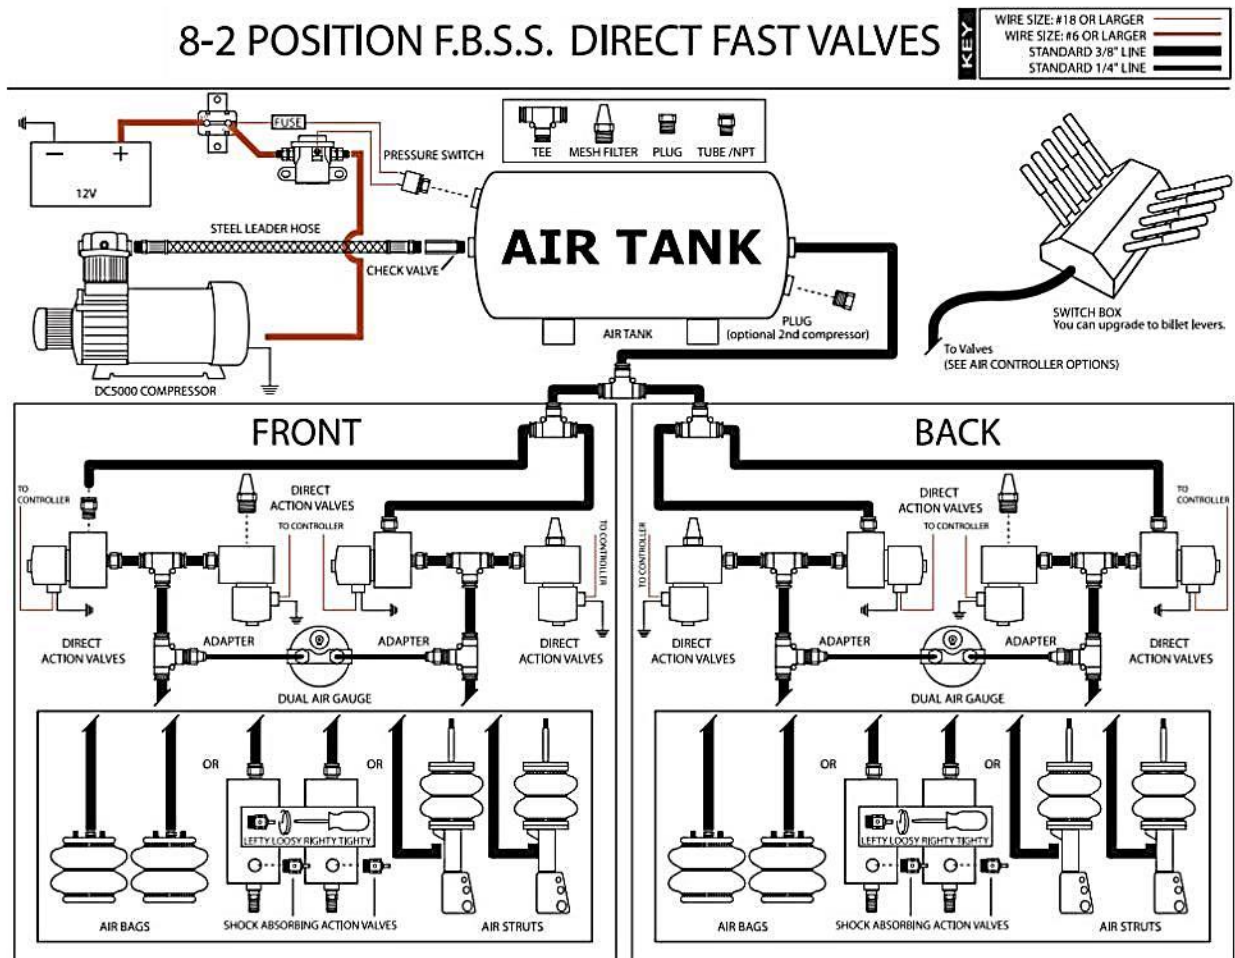 8-2 POSITION F.B.S.S. DIRECT FAST VALVES
KEY
WIRE SIZE: #18 OR LARGER
WIRE SIZE: #6 OR LARGER
STANDARD 3/8" LINE
STANDARD 1/4" LINE
FUSE
12V
PRESSURE SWITCH
TEE
MESH FILTER
PLUG
TUBE /NPT
STEEL LEADER HOSE
CHECK VALVE
AIR TANK
AIR TANK
PLUG
(optional 2nd compressor)
SWITCH BOX
You can upgrade to billet levers.
To Valves
(SEE AIR CONTROLLER OPTIONS)
DC5000 COMPRESSOR
FRONT
TO
CONTROLLER
DIRECT
ACTION VALVES
TO CONTROLLER
TO CONTROLLER
DIRECT
ACTION VALVES
ADAPTER
ADAPTER
DIRECT
ACTION VALVES
DUAL AIR GAUGE
OR
OR
LEFTY LOOSY RIGHTY TIGHTY
AIR BAGS
SHOCK ABSORBING ACTION VALVES
AIR STRUTS
BACK
TO CONTROLLER
DIRECT
ACTION VALVES
TO CONTROLLER
TO
CONTROLLER
DIRECT
ACTION VALVES
ADAPTER
ADAPTER
DIRECT
ACTION VALVES
DUAL AIR GAUGE
OR
OR
LEFTY LOOSY RIGHTY TIGHTY
AIR BAGS
SHOCK ABSORBING ACTION VALVES
AIR STRUTS